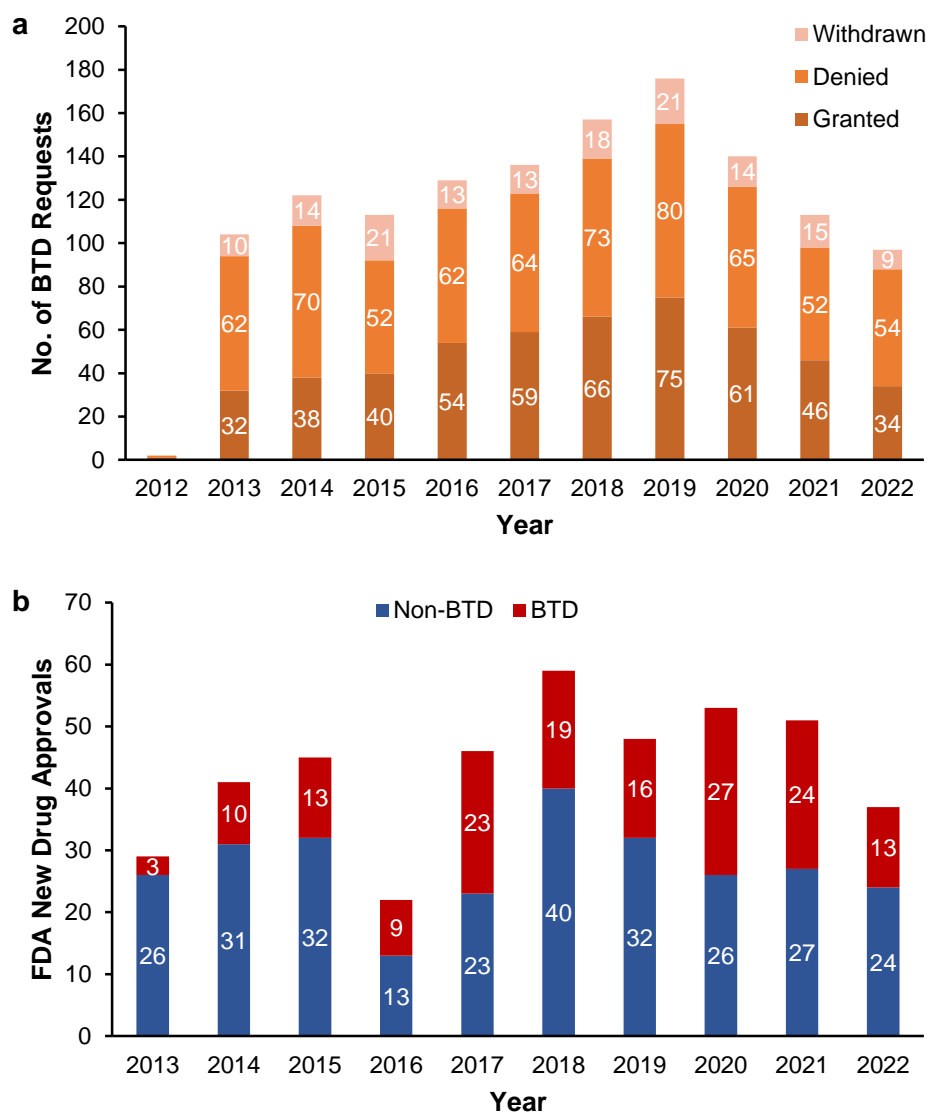 a
200
180
160
140
120
100
80
60
40
20
0
No. of BTD Requests
Withdrawn
Denied
Granted
10 14 21 13 13 18 21 14 15 9
62 70 52 62 64 73 80 65 52 54
32 38 40 54 59 66 75 61 46 34
2012 2013 2014 2015 2016 2017 2018 2019 2020 2021 2022
Year
b
70
60
50
40
30
20
10
0
FDA New Drug Approvals
Non-BTD BTD
3 10 13 9 23 19 16 27 24 13
26 31 32 13 23 40 32 26 27 24
2013 2014 2015 2016 2017 2018 2019 2020 2021 2022
Year